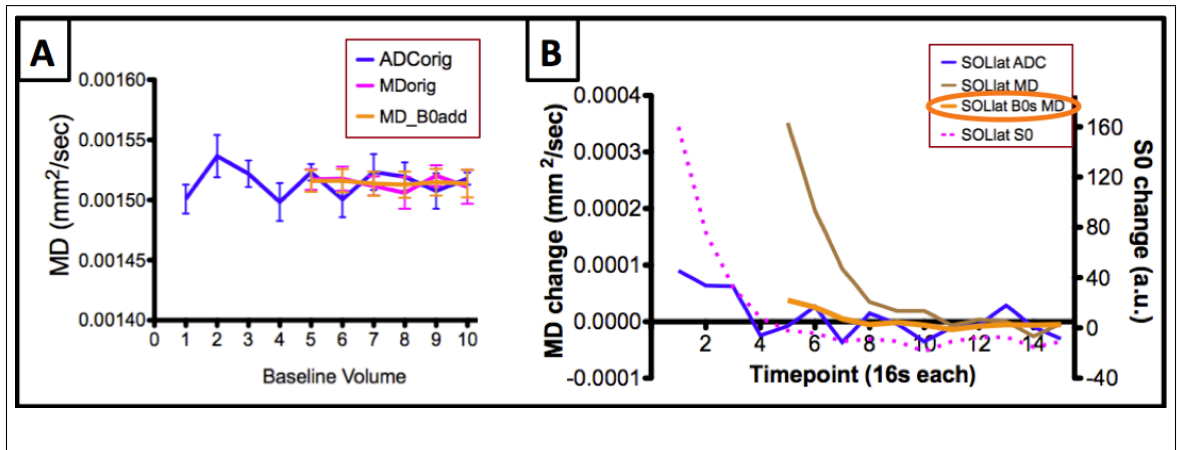 A
ADCorig
MDorig
MD_B0add
MD (mm²/sec)
0.00160
0.00155
0.00150
0.00145
0.00140
0 1 2 3 4 5 6 7 8 9 10
Baseline Volume
B
SOLlat ADC
SOLlat MD
SOLlat B0s MD
SOLlat S0
MD change (mm ²/sec)
0.0004
0.0003
0.0002
0.0001
0.0000
-0.0001
2 4 6 8 10 12 14
Timepoint (16s each)
160
120
80
40
0
-40
S0 change (a.u.)